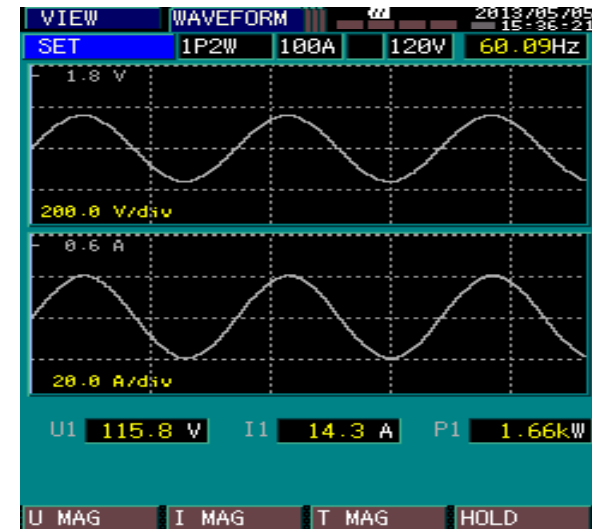 VIEW WAVEFORM 2013/05/05
15:36:21
SET 1P2W 100A 120V 60.09Hz
1.8 V
200.0 V/div
0.6 A
20.0 A/div
U1 115.8 V I1 14.3 A P1 1.66kW
U MAG I MAG T MAG HOLD